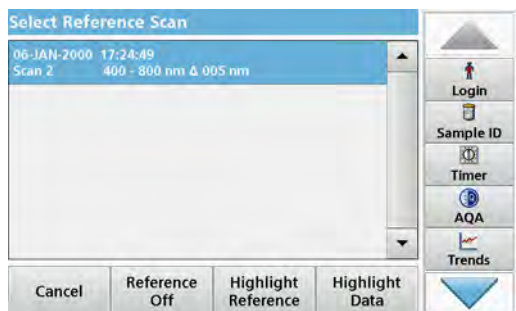 Select Reference Scan
06-JAN-2000 17:24:49
Scan 2 400 - 800 nm Δ 005 nm
Login
Sample ID
Timer
AQA
Trends
Cancel
Reference
Off
Highlight
Reference
Highlight
Data